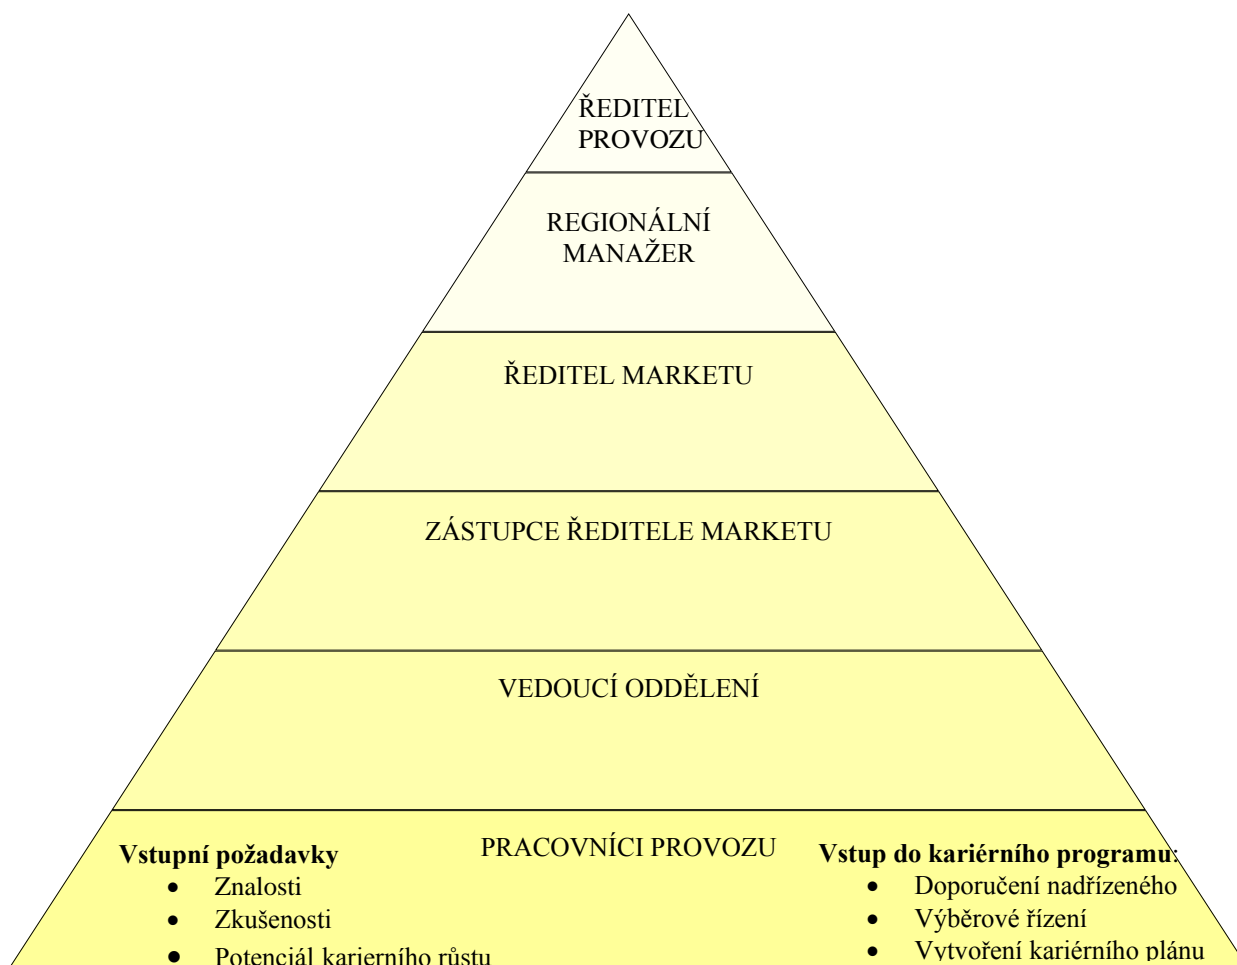 ŘEDITEL
PROVOZU
REGIONÁLNÍ
MANAŽER
ŘEDITEL MARKETU
ZÁSTUPCE ŘEDITELE MARKETU
VEDOUCÍ ODDĚLENÍ
PRACOVNÍCI PROVOZU
Vstupní požadavky
• Znalosti
• Zkušenosti
• Potenciál karierního růstu
Vstup do kariérního programu:
• Doporučení nadřízeného
• Výběrové řízení
• Vytvoření kariérního plánu